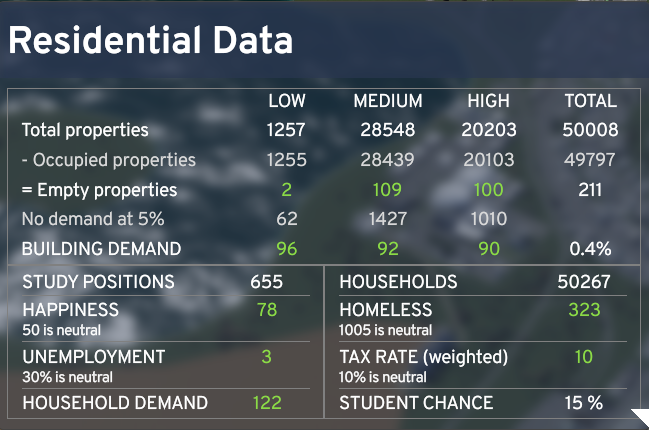 Residential Data
LOW MEDIUM HIGH TOTAL
Total properties 1257 28548 20203 50008
- Occupied properties 1255 28439 20103 49797
= Empty properties 2 109 100 211
No demand at 5% 62 1427 1010
BUILDING DEMAND 96 92 90 0.4%
STUDY POSITIONS 655 HOUSEHOLDS 50267
HAPPINESS 78 HOMELESS 323
50 is neutral 1005 is neutral
UNEMPLOYMENT 3 TAX RATE (weighted) 10
30% is neutral 10% is neutral
HOUSEHOLD DEMAND 122 STUDENT CHANCE 15 %